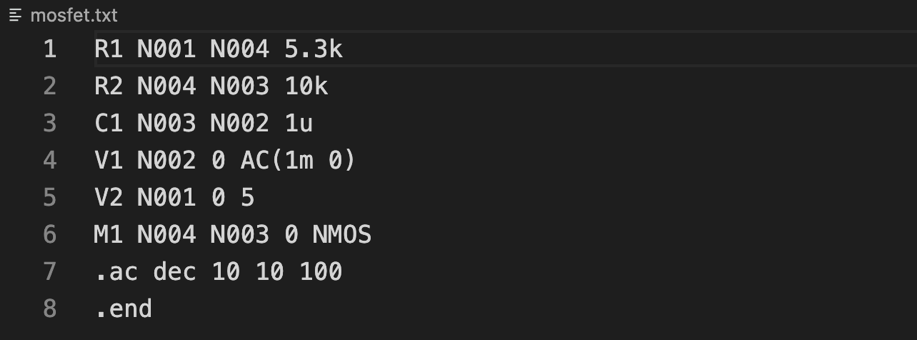 mosfet.txt
1 R1 N001 N004 5.3k
2 R2 N004 N003 10k
3 C1 N003 N002 1u
4 V1 N002 0 AC(1m 0)
5 V2 N001 0 5
6 M1 N004 N003 0 NMOS
7 .ac dec 10 10 100
8 .end